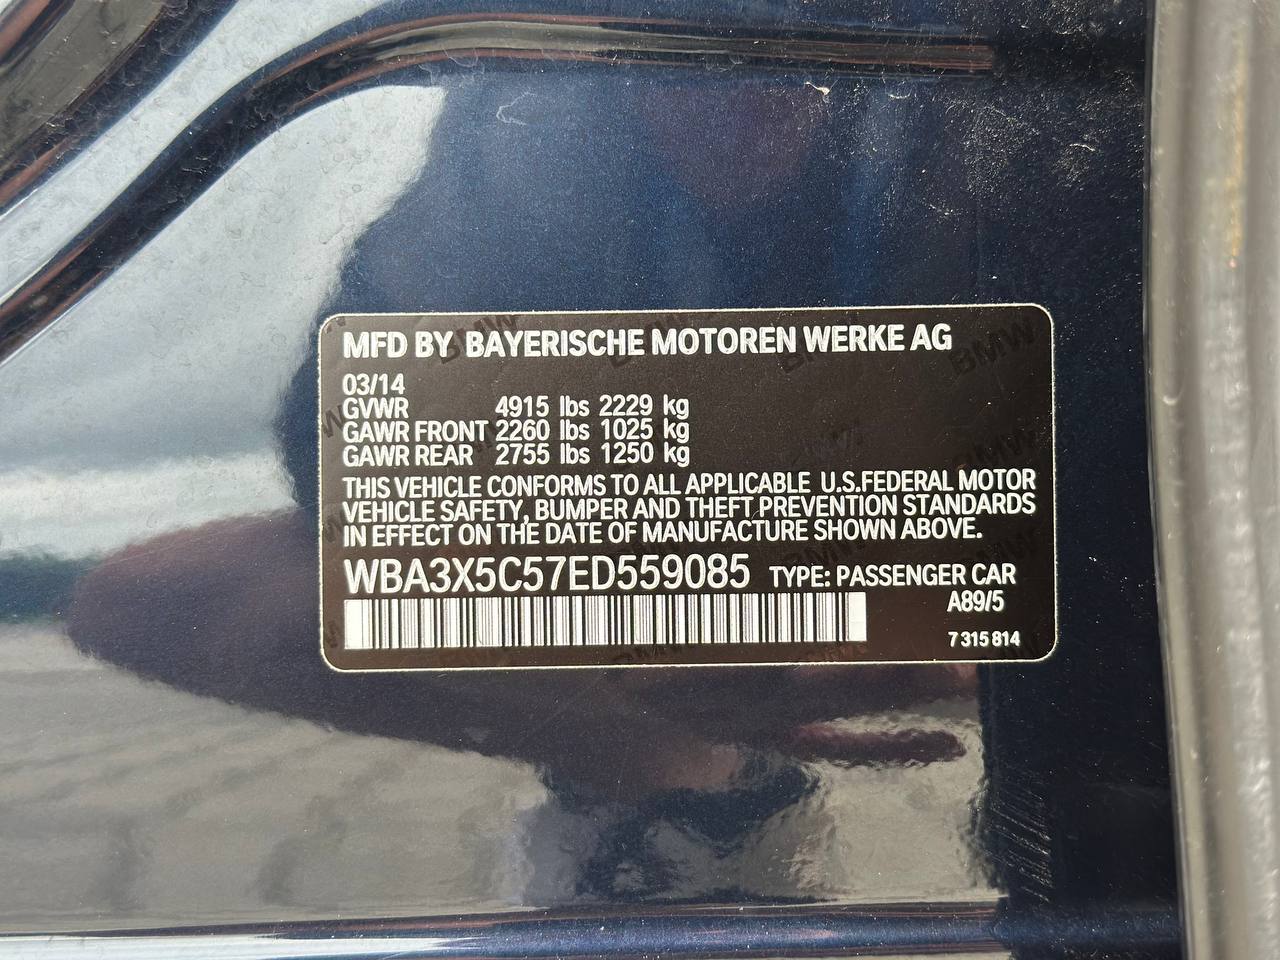 MFD BY BAYERISCHE MOTOREN WERKE AG
03/14
GVWR 4915 lbs 2229 kg
GAWR FRONT 2260 lbs 1025 kg
GAWR REAR 2755 lbs 1250 kg
THIS VEHICLE CONFORMS TO ALL APPLICABLE U.S.FEDERAL MOTOR
VEHICLE SAFETY, BUMPER AND THEFT PREVENTION STANDARDS
IN EFFECT ON THE DATE OF MANUFACTURE SHOWN ABOVE.
WBA3X5C57ED559085 TYPE: PASSENGER CAR
A89/5
7 315 814